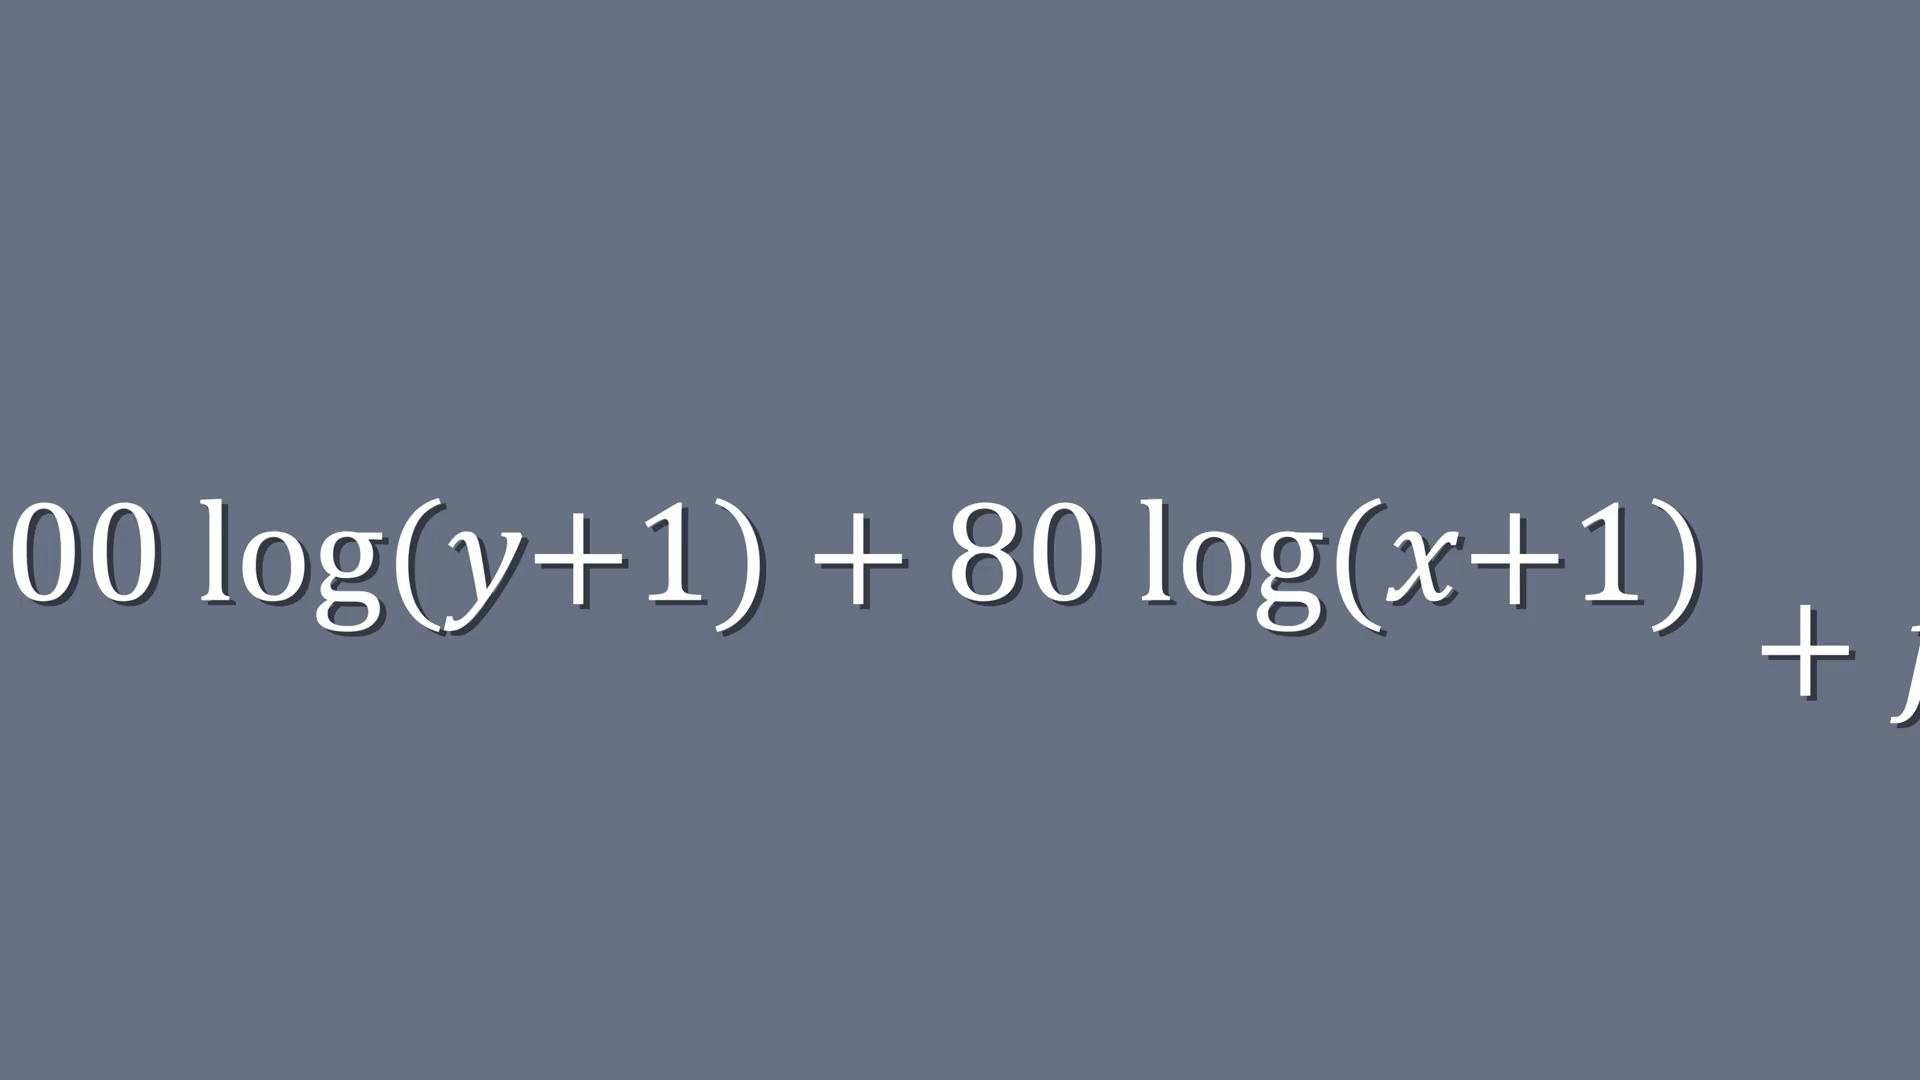 00 log(y+1) + 80 log(x+1)
+